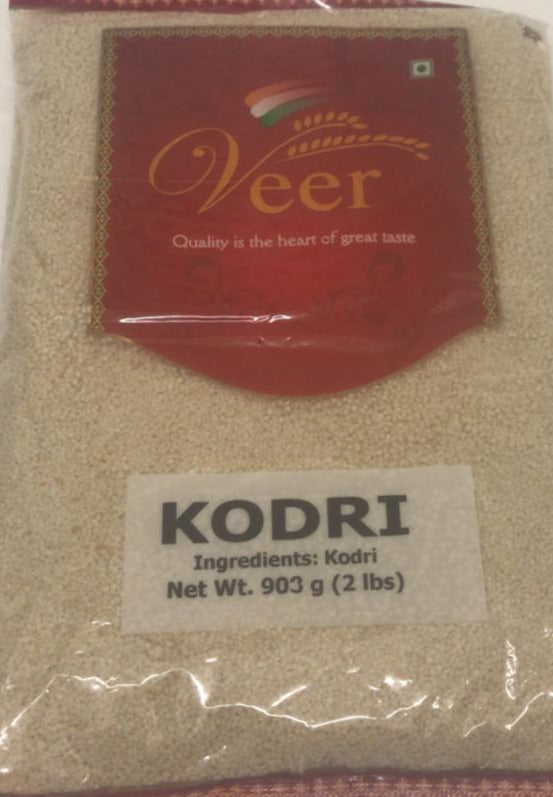 Veer
Quality is the heart of great taste
KODRI
Ingredients: Kodri
Net Wt. 903 g (2 lbs)